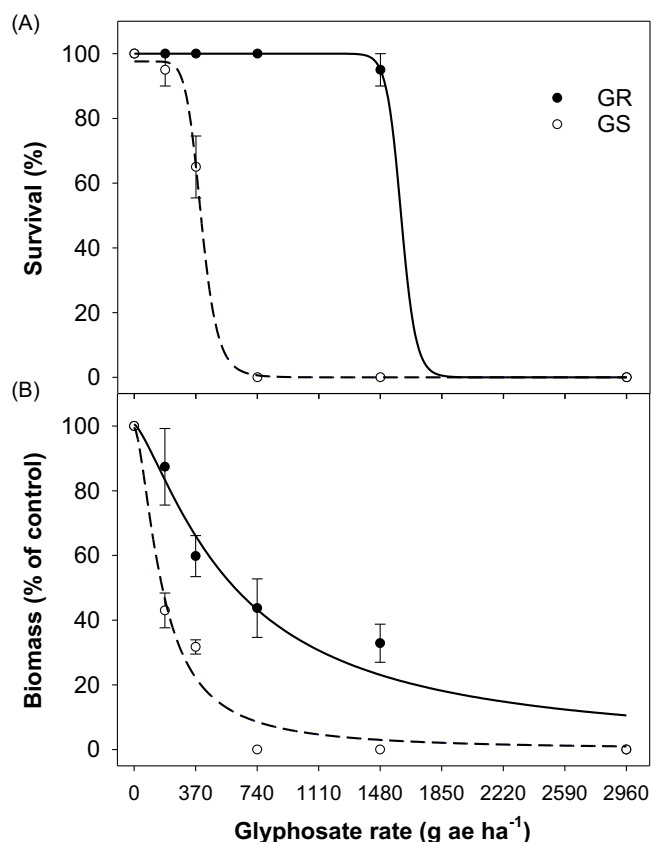 (A)
100
80
60
40
20
0
Survival (%)
GR
GS
(B)
100
80
60
40
20
0
Biomass (% of control)
0 370 740 1110 1480 1850 2220 2590 2960
Glyphosate rate (g ae ha⁻¹)